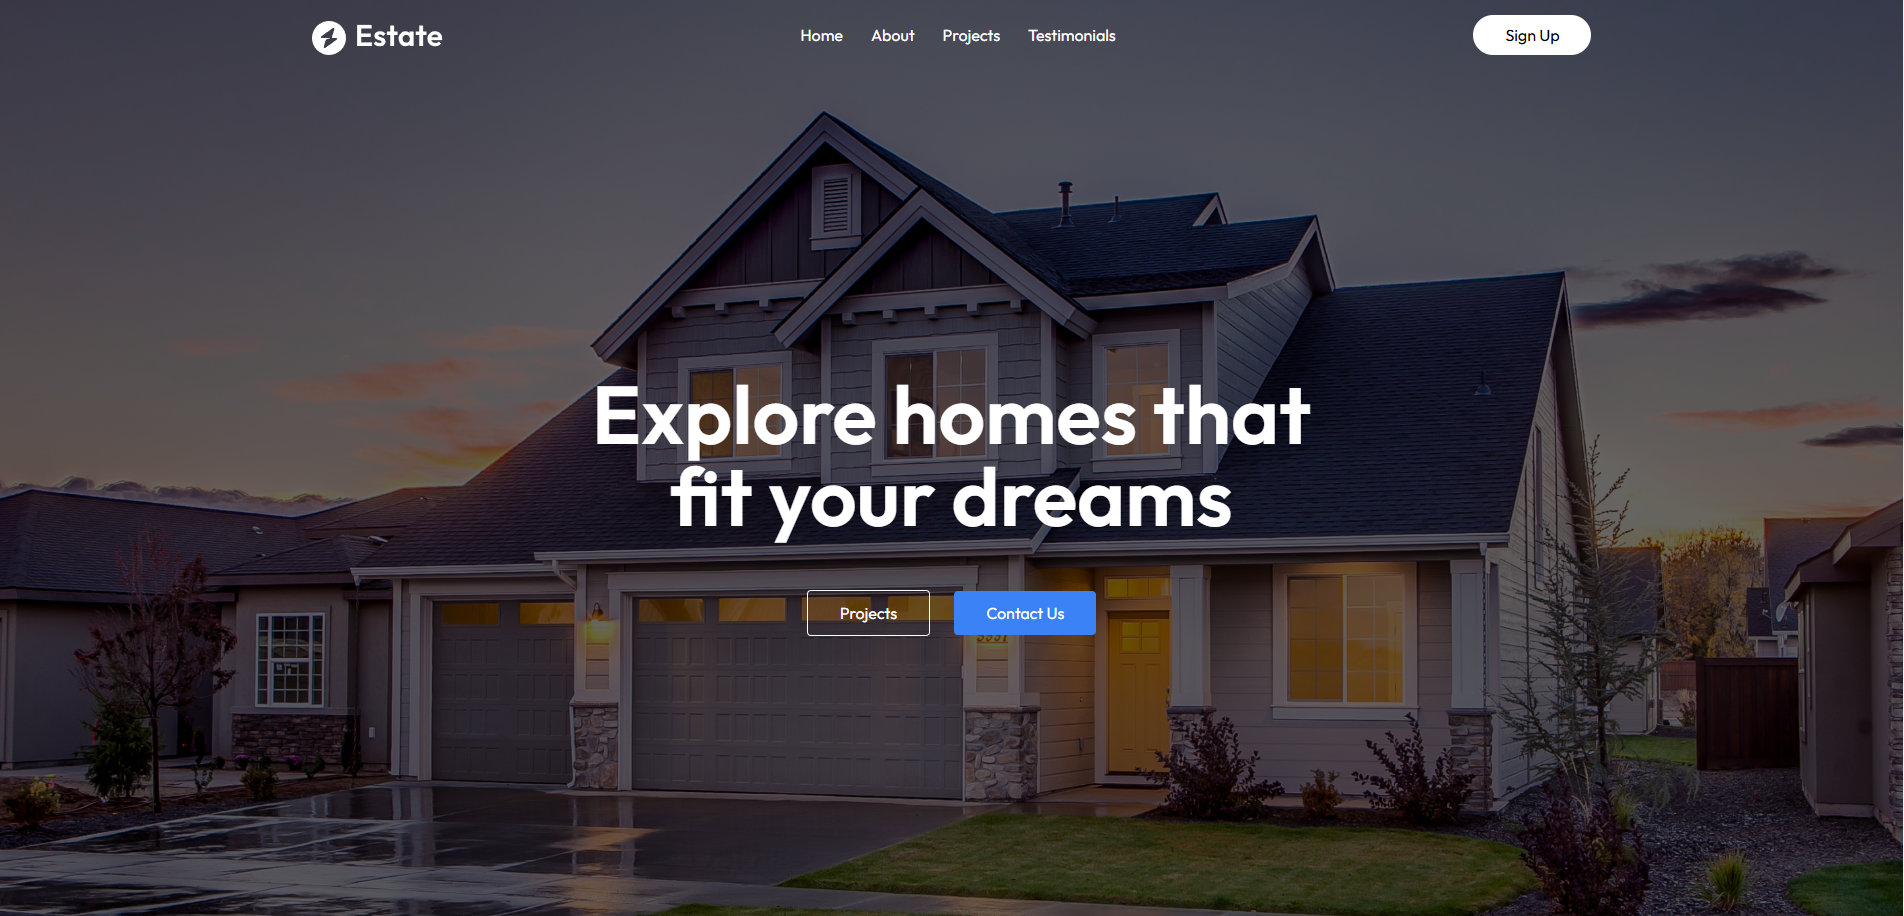 Estate
Home About Projects Testimonials
Sign Up
Explore homes that
fit your dreams
Projects Contact Us